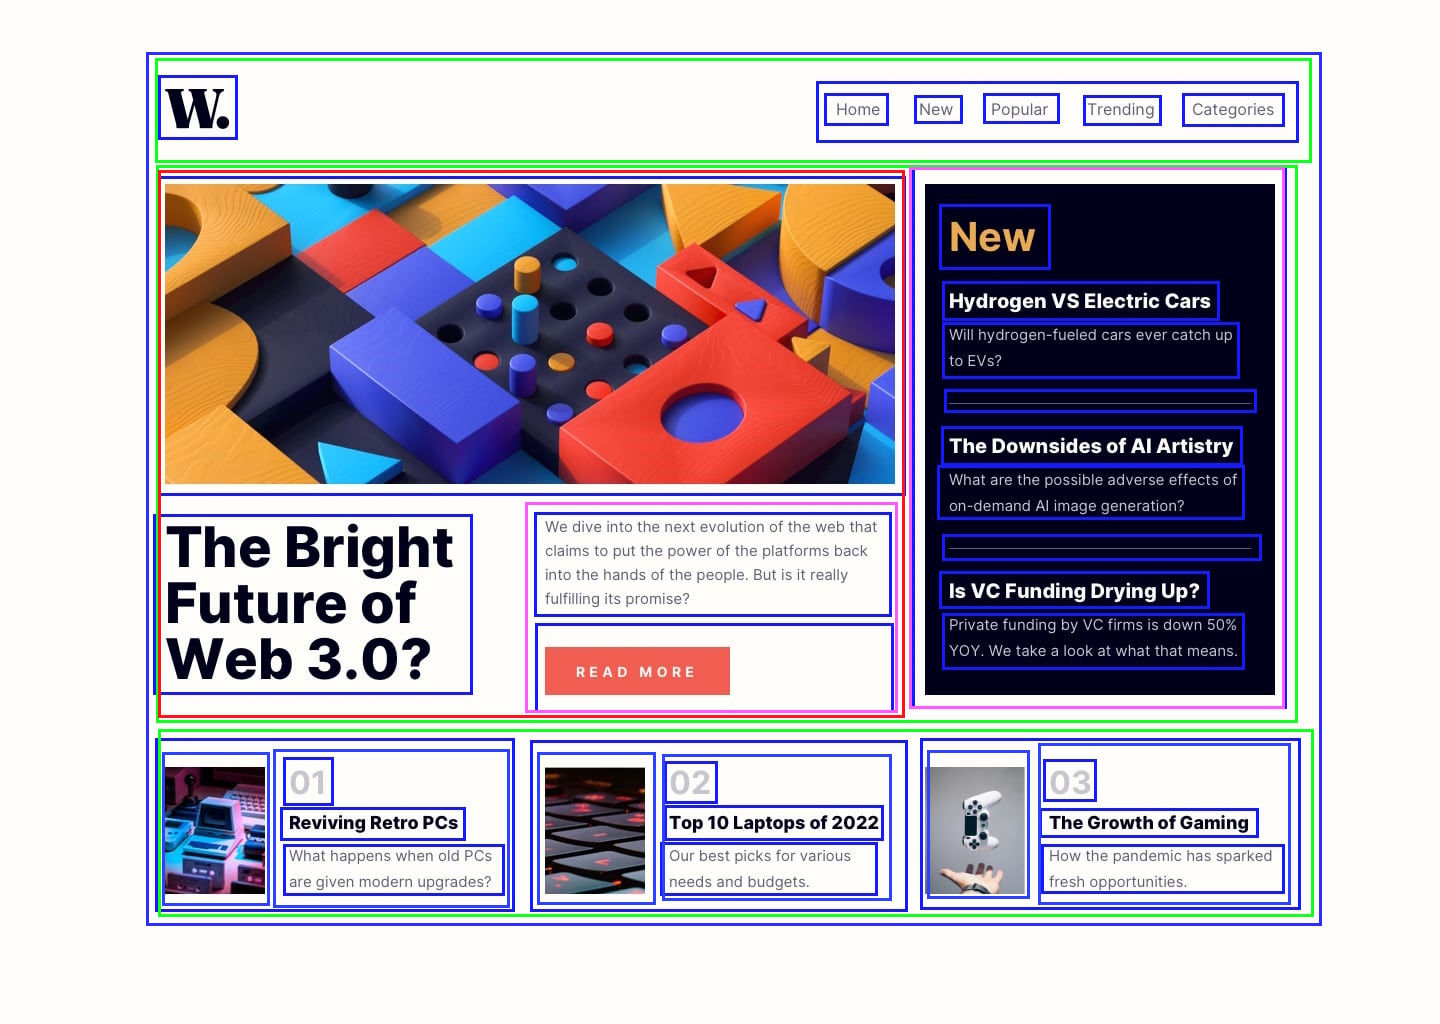 W.
Home New Popular Trending Categories
The Bright
Future of
Web 3.0?
We dive into the next evolution of the web that
claims to put the power of the platforms back
into the hands of the people. But is it really
fulfilling its promise?
READ MORE
New
Hydrogen VS Electric Cars
Will hydrogen-fueled cars ever catch up
to EVs?
The Downsides of AI Artistry
What are the possible adverse effects of
on-demand AI image generation?
Is VC Funding Drying Up?
Private funding by VC firms is down 50%
YOY. We take a look at what that means.
01
Reviving Retro PCs
What happens when old PCs
are given modern upgrades?
02
Top 10 Laptops of 2022
Our best picks for various
needs and budgets.
03
The Growth of Gaming
How the pandemic has sparked
fresh opportunities.